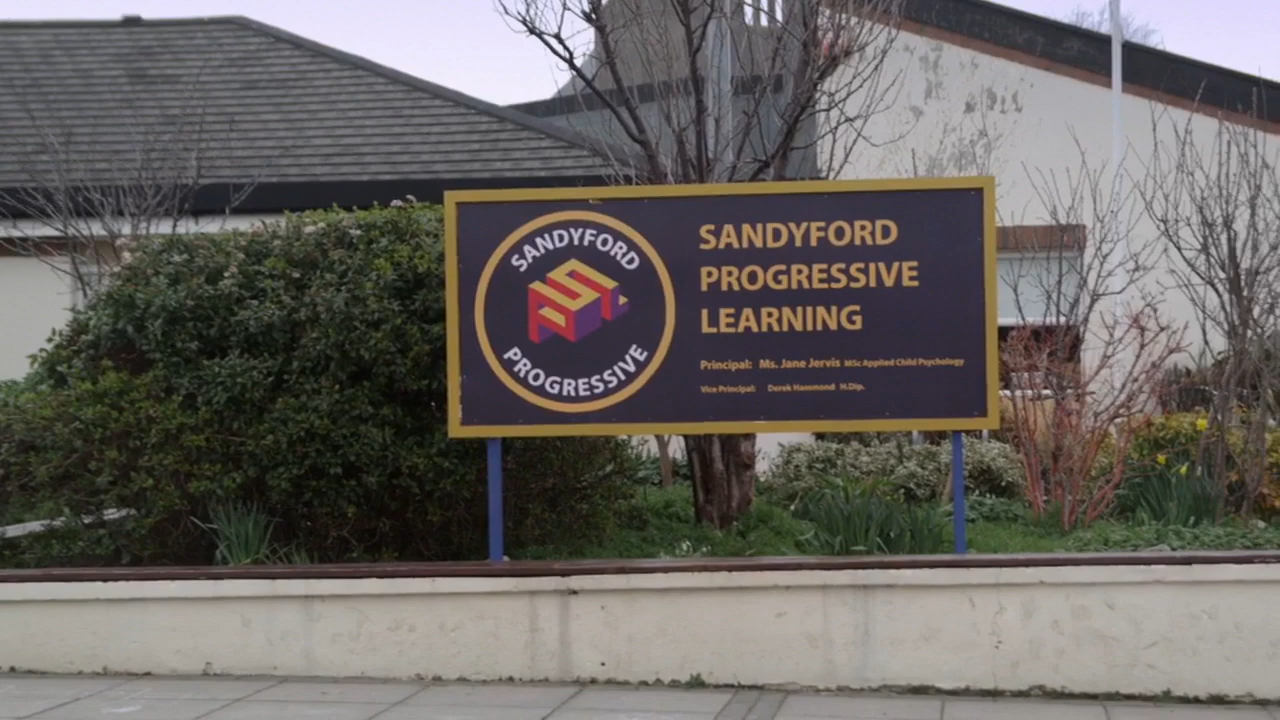 SANDYFORD
PROGRESSIVE
SANDYFORD
PROGRESSIVE
LEARNING
Principal: Ms. Jane Jervis MSc Applied Child Psychology
Vice Principal: Derek Hammond H.Dip.